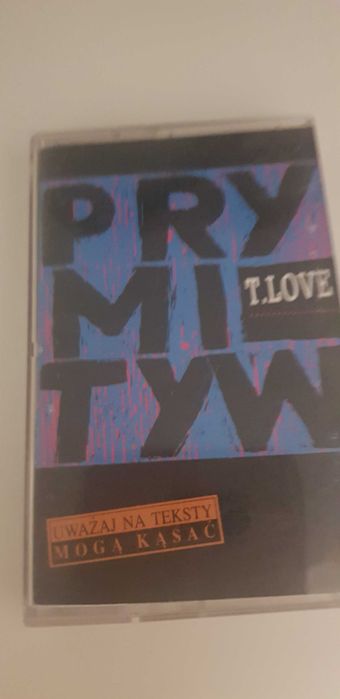 PRY
MI
T.LOVE
TYW
UWAŻAJ NA TEKSTY
MOGĄ KĄSAĆ